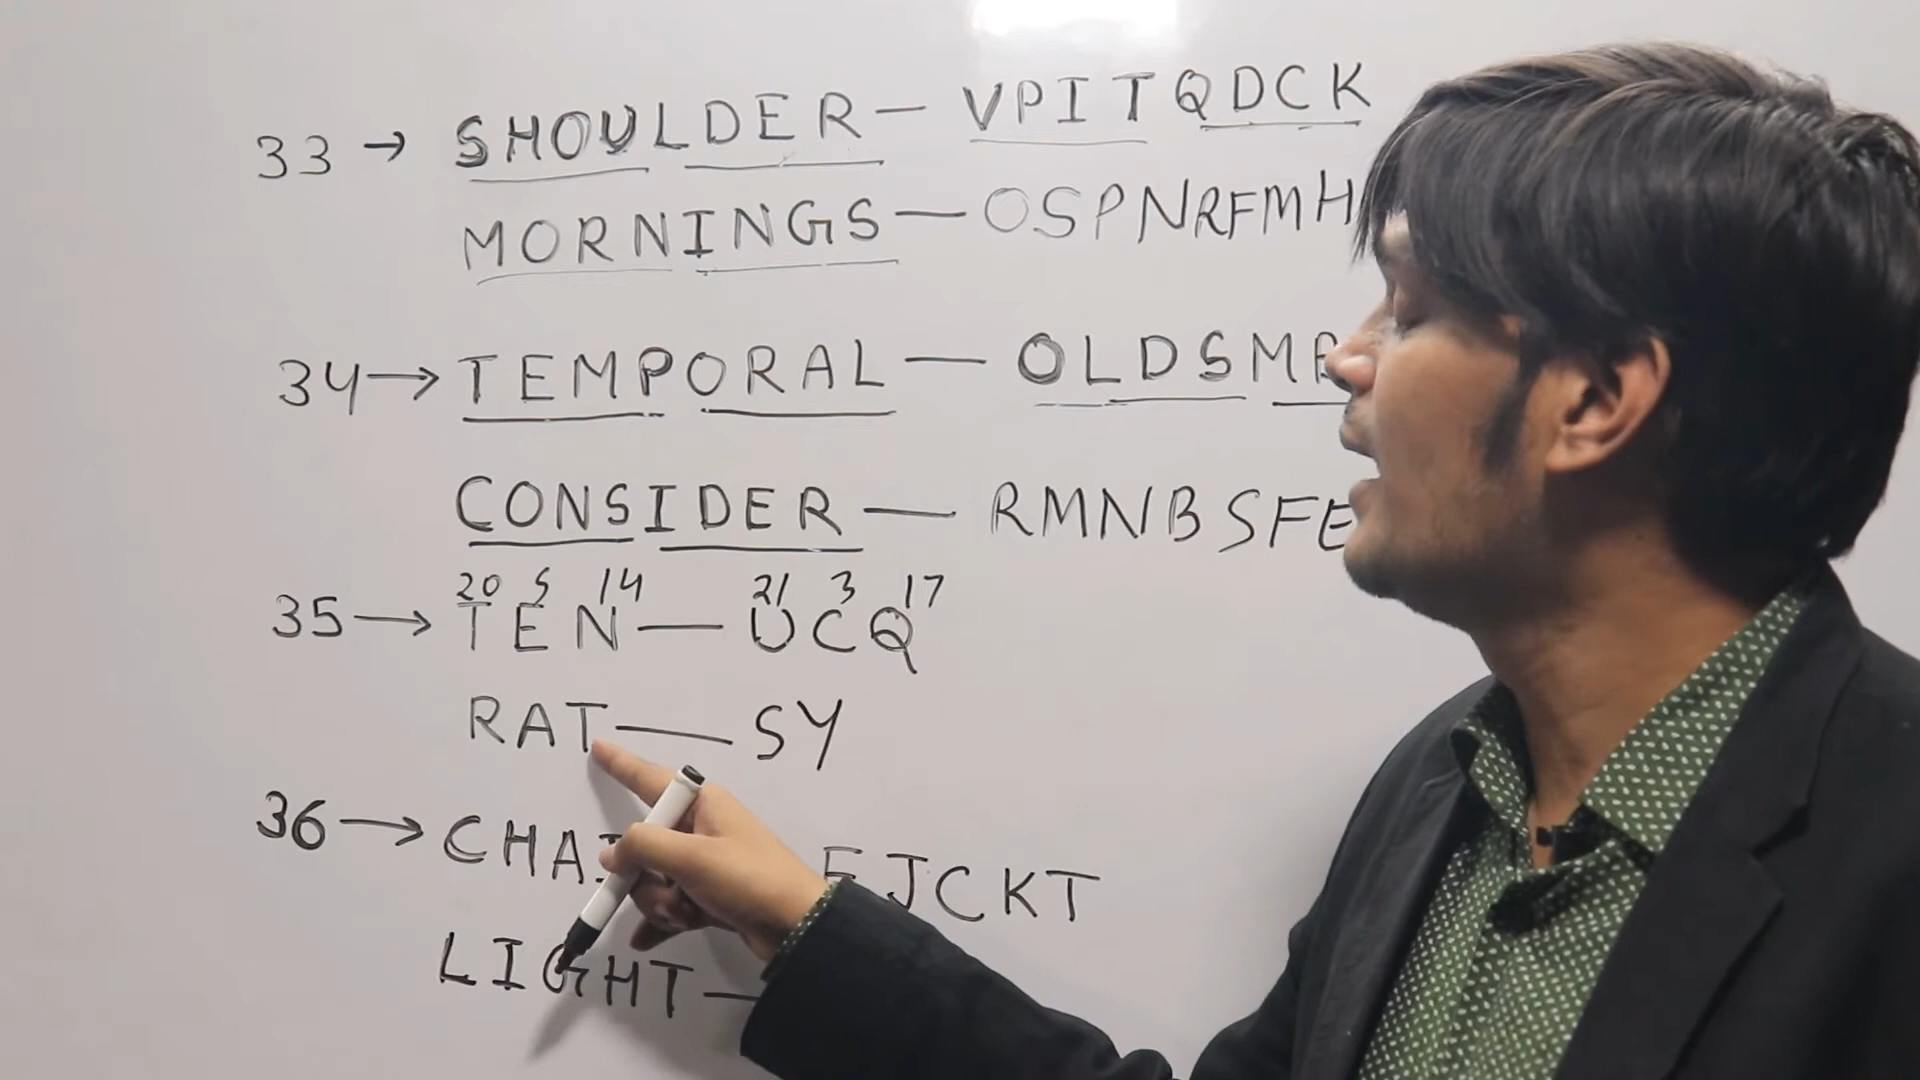 33 → SHOULDER — VPITQDCK
MORNINGS — OSPNRFMH
34 → TEMPORAL — OLDSM
CONSIDER — RMNBSFE
20 5 14 21 3 17
35 → TEN — UCQ
RAT — SY
36 → CHAI EJCKT
LIGHT —